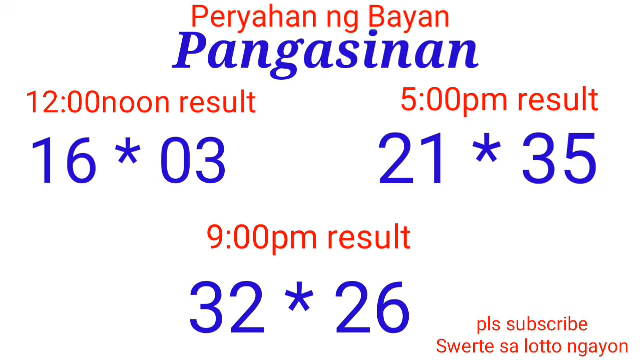 Peryahan ng Bayan
Pangasinan
12:00noon result
16 * 03
5:00pm result
21 * 35
9:00pm result
32 * 26
pls subscribe
Swerte sa lotto ngayon